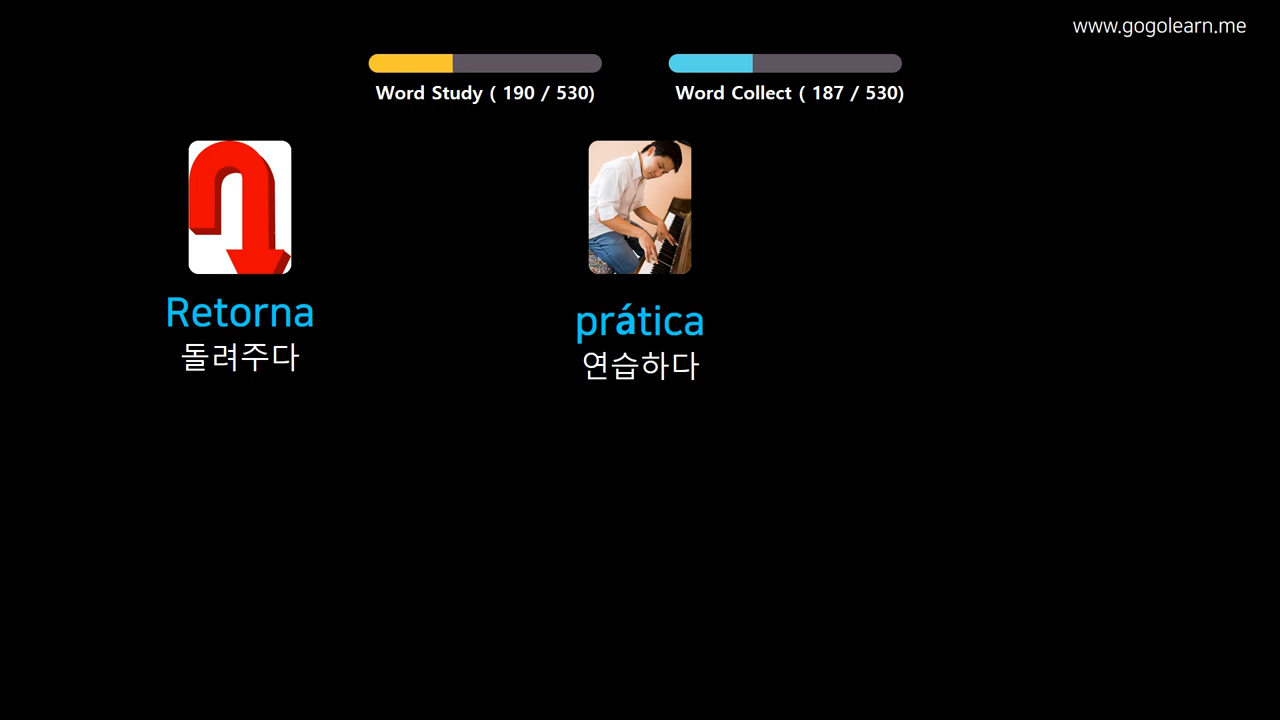 www.gogolearn.me
Word Study ( 190 / 530)
Word Collect ( 187 / 530)
Retorna
돌려주다
prática
연습하다